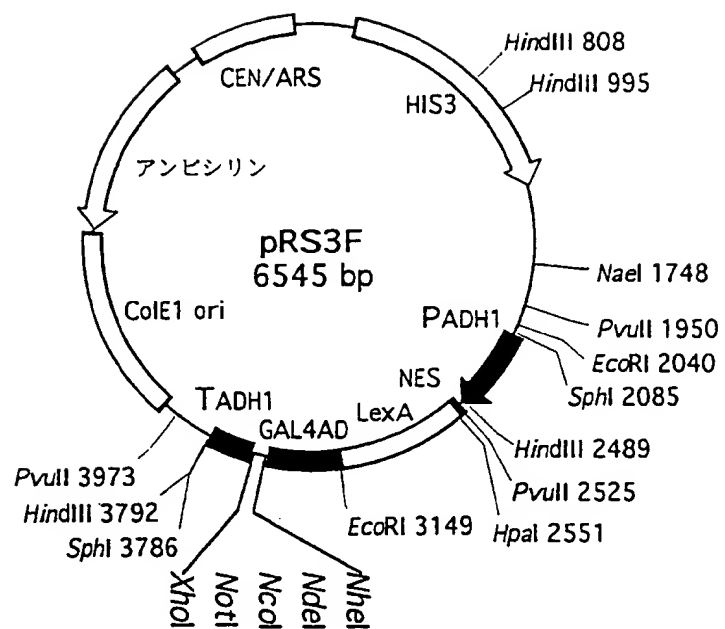 CEN/ARS
HindIII 808
HindIII 995
HIS3
アンピシリン
pRS3F
6545 bp
NaeI 1748
ColE1 ori
PADH1
PvuII 1950
EcoRI 2040
SphI 2085
NES
TADH1
LexA
GAL4AD
HindIII 2489
PvuII 3973
PvuII 2525
HindIII 3792
EcoRI 3149
HpaI 2551
SphI 3786
XhoI
NotI
NcoI
NdeI
NheI